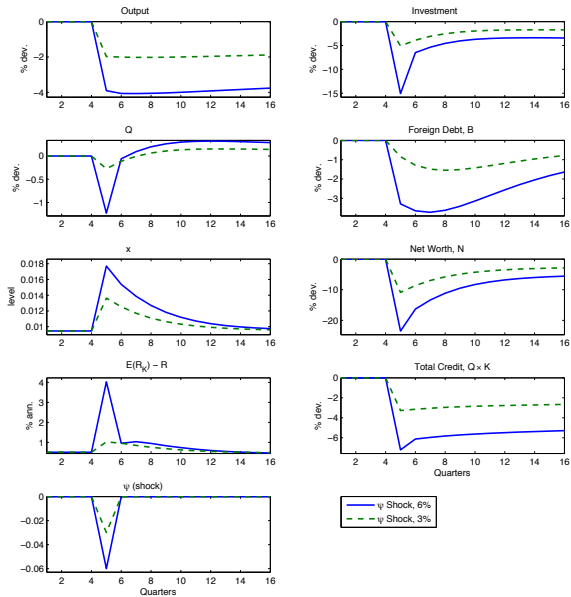 Output
% dev.
0
−2
−4
2 4 6 8 10 12 14 16
Investment
% dev.
0
−5
−10
−15
2 4 6 8 10 12 14 16
Q
% dev.
0
−0.5
−1
2 4 6 8 10 12 14 16
Foreign Debt, B
% dev.
0
−1
−2
−3
2 4 6 8 10 12 14 16
x
level
0.018
0.016
0.014
0.012
0.01
2 4 6 8 10 12 14 16
Net Worth, N
% dev.
0
−10
−20
2 4 6 8 10 12 14 16
E(R_K) − R
% ann.
4
3
2
1
2 4 6 8 10 12 14 16
Total Credit, Q × K
% dev.
0
−2
−4
−6
2 4 6 8 10 12 14 16
Quarters
ψ (shock)
0
−0.02
−0.04
−0.06
2 4 6 8 10 12 14 16
Quarters
ψ Shock, 6%
ψ Shock, 3%